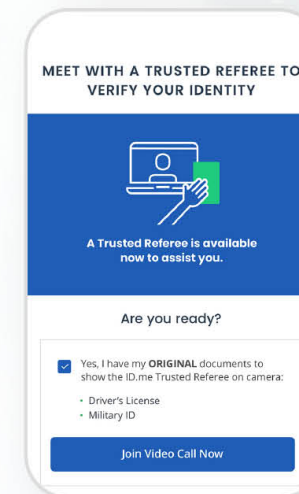 MEET WITH A TRUSTED REFEREE TO
VERIFY YOUR IDENTITY
A Trusted Referee is available
now to assist you.
Are you ready?
Yes, I have my ORIGINAL documents to
show the ID.me Trusted Referee on camera:
• Driver's License
• Military ID
Join Video Call Now